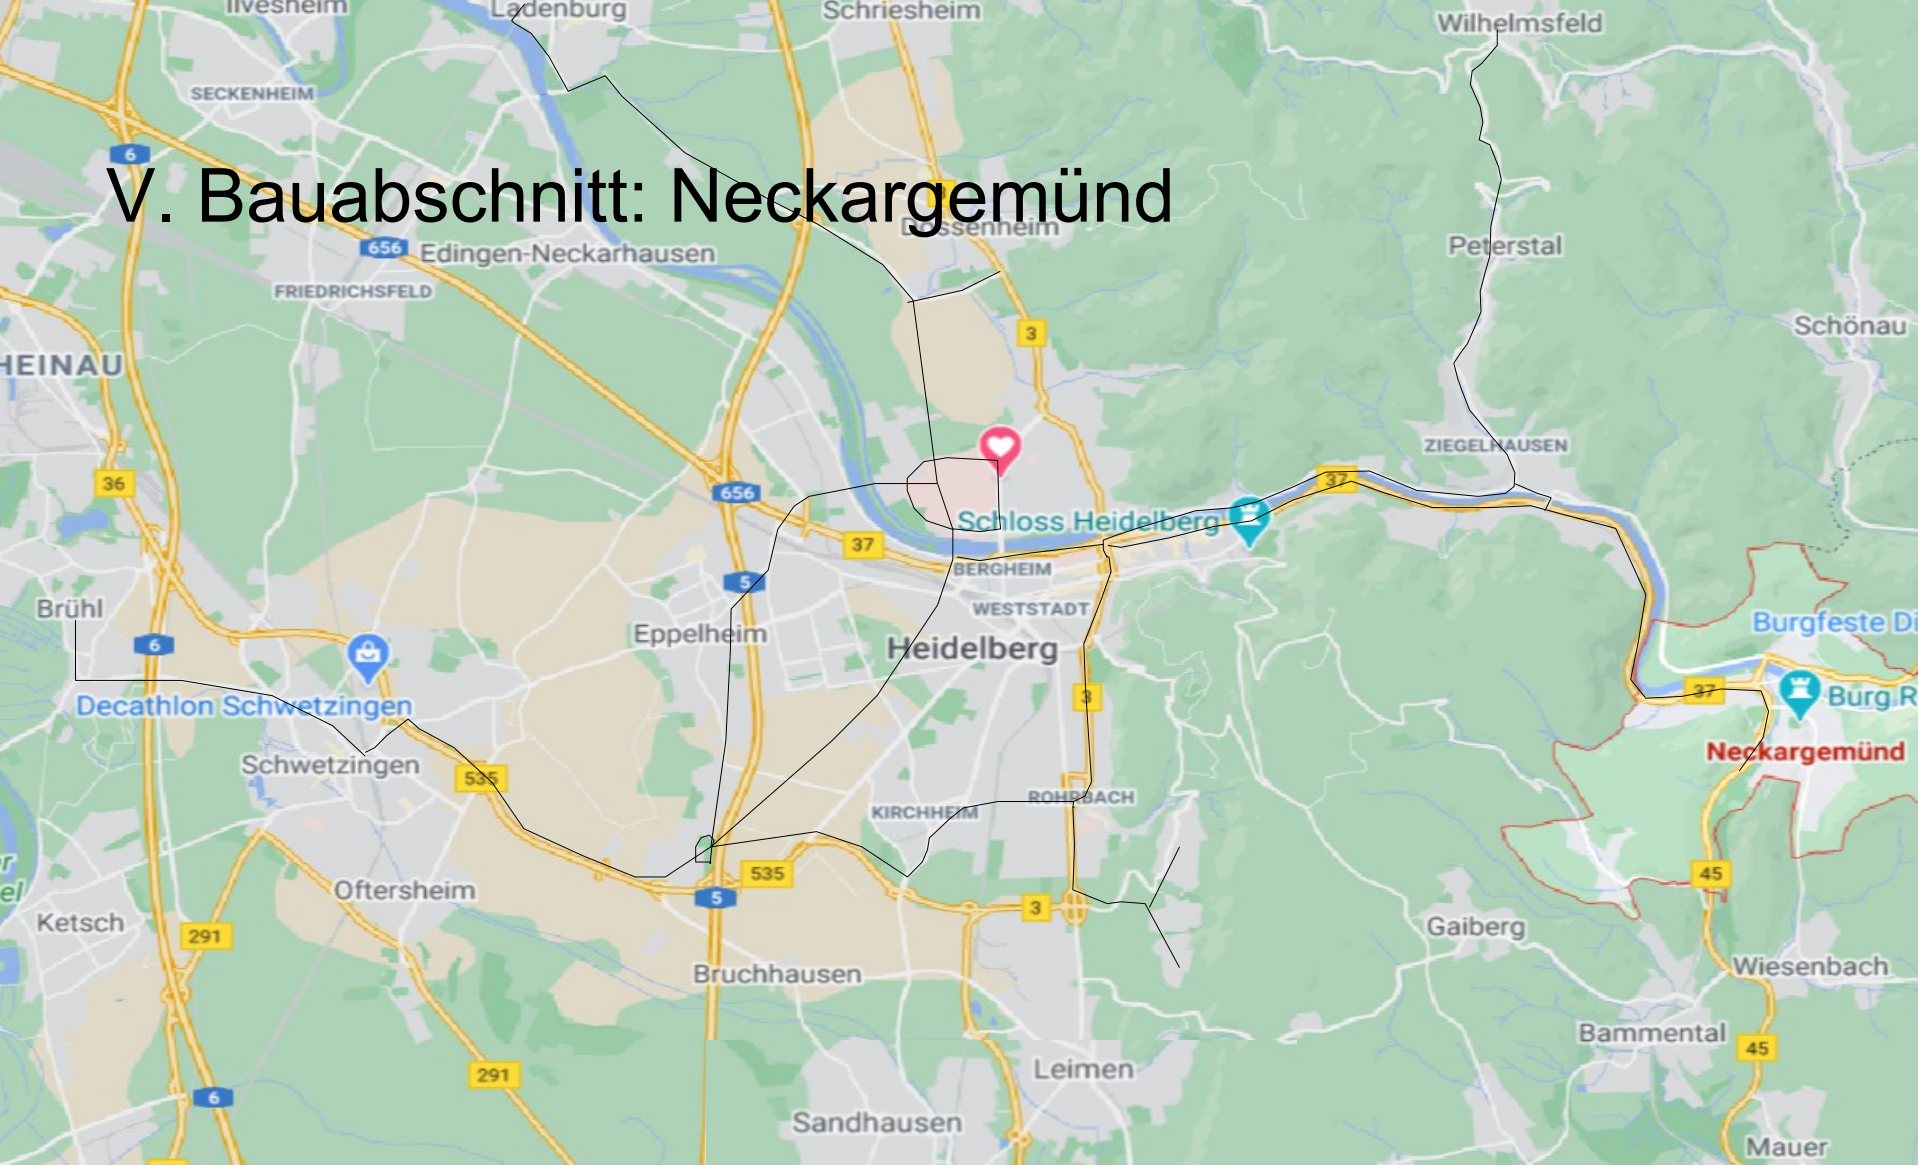 Ilvesheim
Ladenburg
Schriesheim
Wilhelmsfeld
SECKENHEIM
6
V. Bauabschnitt: Neckargemünd
Dossenheim
656
Edingen-Neckarhausen
Peterstal
FRIEDRICHSFELD
3
Schönau
HEINAU
ZIEGELHAUSEN
36
656
37
Schloss Heidelberg
37
BERGHEIM
5
Brühl
WESTSTADT
Burgfeste Di
6
Eppelheim
Heidelberg
3
37
Burg R
Decathlon Schwetzingen
Neckargemünd
Schwetzingen
535
KIRCHHEIM
ROHRBACH
535
45
Oftersheim
5
3
el
Ketsch
291
Gaiberg
Bruchhausen
Wiesenbach
Bammental
45
Leimen
291
6
Sandhausen
Mauer